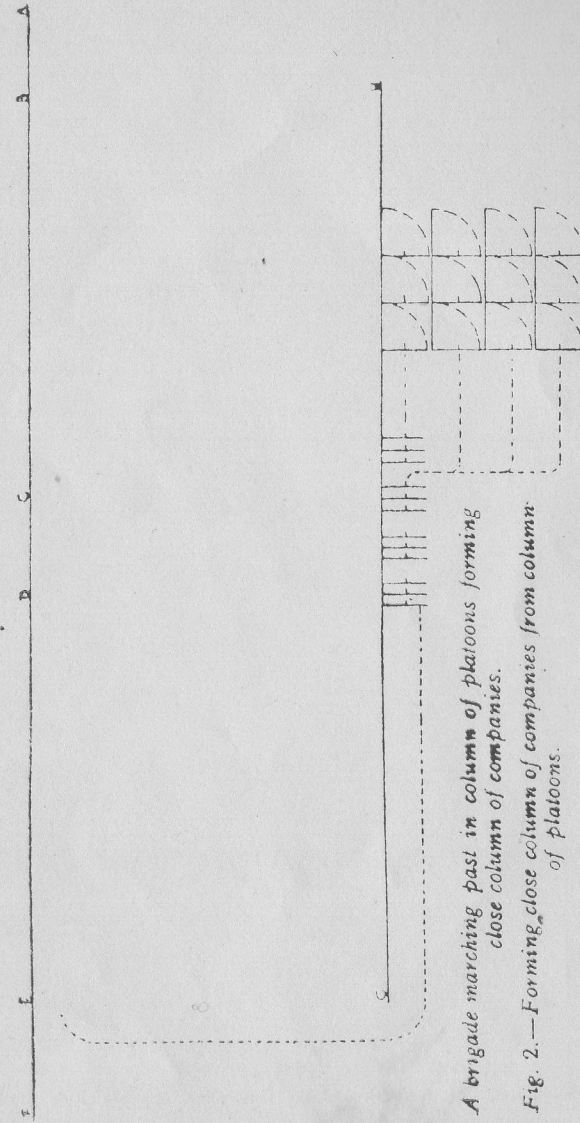 A
B
C
D
E
F
G
H
A brigade marching past in column of platoons forming
close column of companies.
Fig. 2.—Forming close column of companies from column
of platoons.